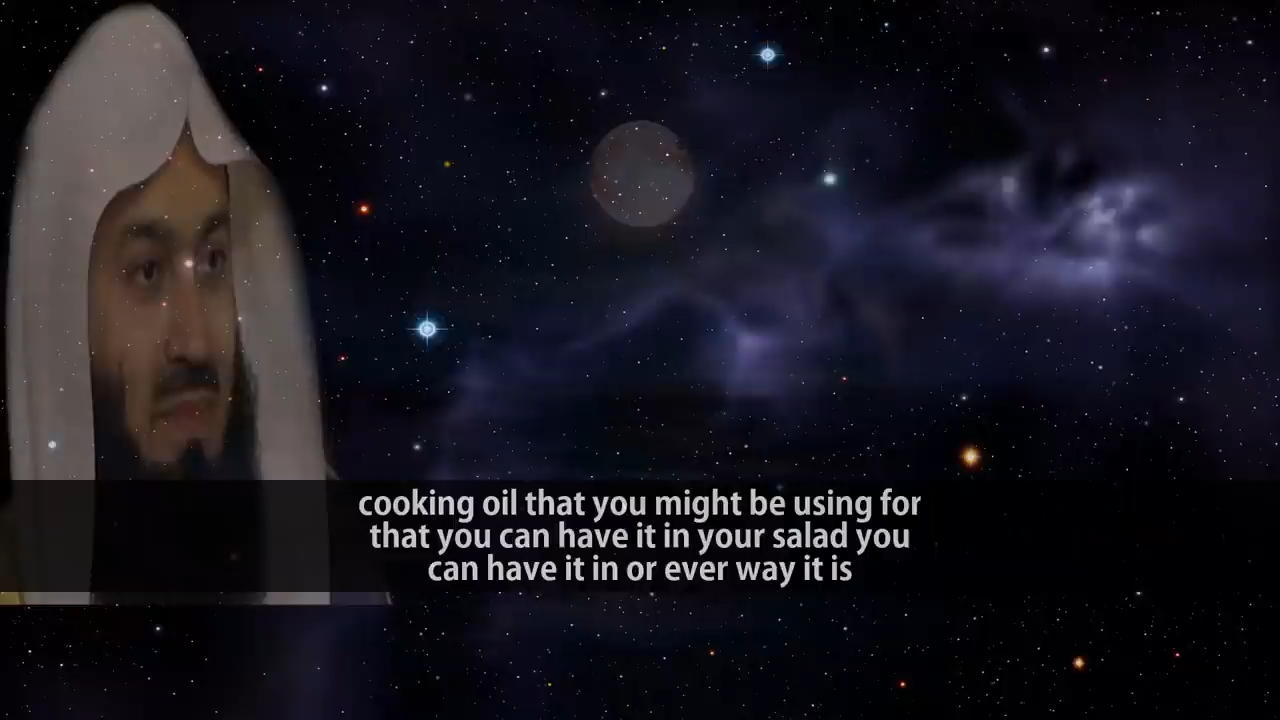 cooking oil that you might be using for
that you can have it in your salad you
can have it in or ever way it is